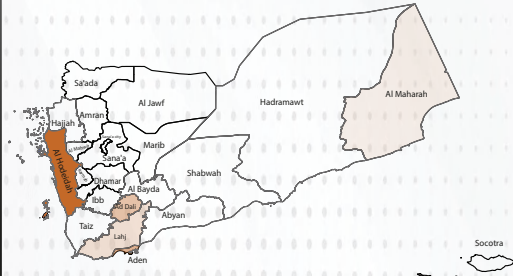 Sa'ada
Al Jawf
Hadramawt
Al Maharah
Hajjah
Amran
Marib
Sana'a
Al Hodeidah
Dhamar
Shabwah
Al Bayda
Ibb
Ad Dali
Abyan
Taiz
Lahj
Aden
Socotra